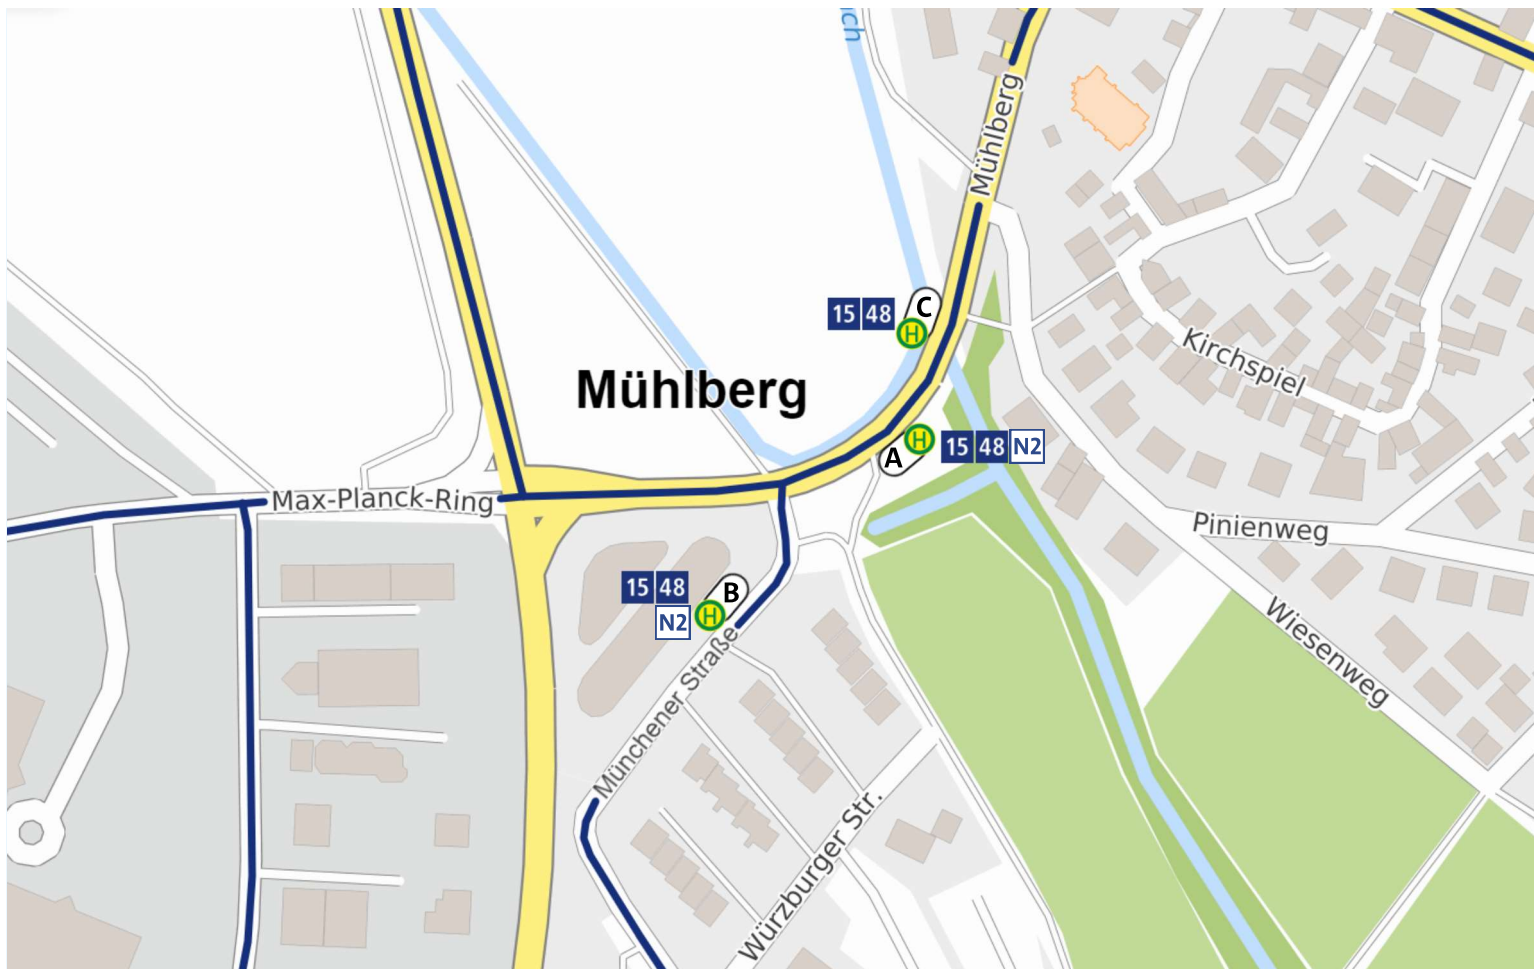 ch
Mühlberg
15 48
C
H
Kirchspiel
Mühlberg
H
15 48 N2
A
Max-Planck-Ring
Pinienweg
15 48
B
N2
H
Wiesenweg
Münchener Straße
Würzburger Str.